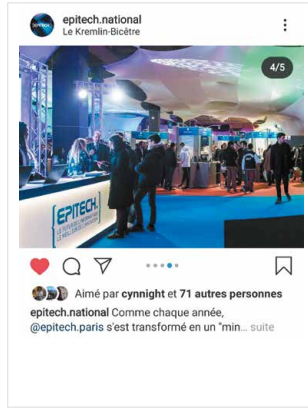 epitech.national
Le Kremlin-Bicêtre
4/5
EPITECH.
Aimé par cynnight et 71 autres personnes
epitech.national Comme chaque année,
@epitech.paris s'est transformé en un "min... suite